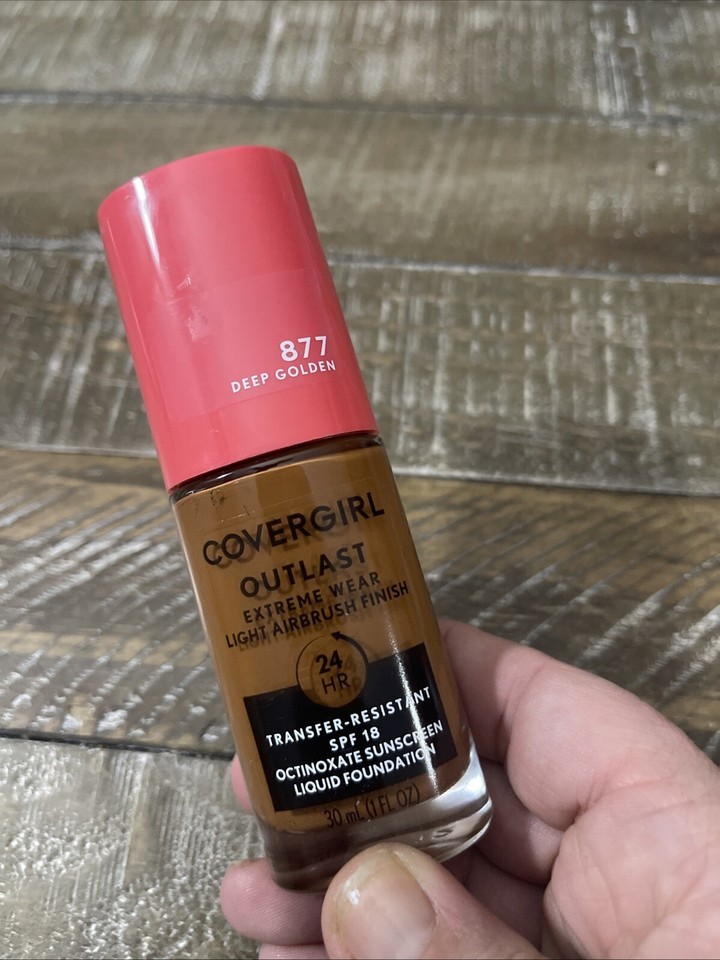 877
DEEP GOLDEN
COVERGIRL
OUTLAST
EXTREME WEAR
LIGHT AIRBRUSH FINISH
24
HR
TRANSFER-RESISTANT
SPF 18
OCTINOXATE SUNSCREEN
LIQUID FOUNDATION
30 mL (1 FL OZ)